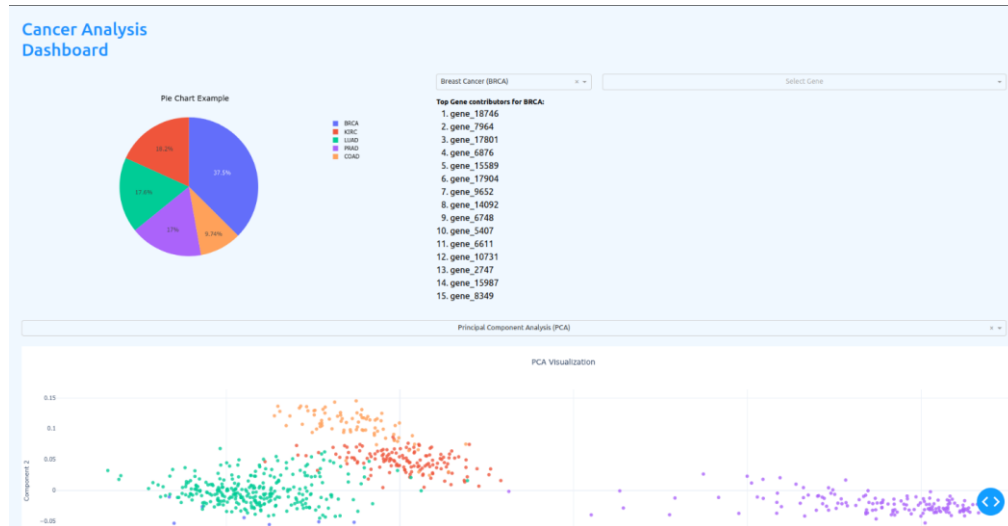 Cancer Analysis
Dashboard
Breast Cancer (BRCA)
Select Gene
Pie Chart Example
BRCA
KIRC
LUAD
PRAD
COAD
37.5%
18.2%
17.6%
17%
9.74%
Top Gene contributors for BRCA:
1. gene_18746
2. gene_7964
3. gene_17801
4. gene_6876
5. gene_15589
6. gene_17904
7. gene_9652
8. gene_14092
9. gene_6748
10. gene_5407
11. gene_6611
12. gene_10731
13. gene_2747
14. gene_15987
15. gene_8349
Principal Component Analysis (PCA)
PCA Visualization
0.15
0.1
0.05
0
−0.05
Component 2